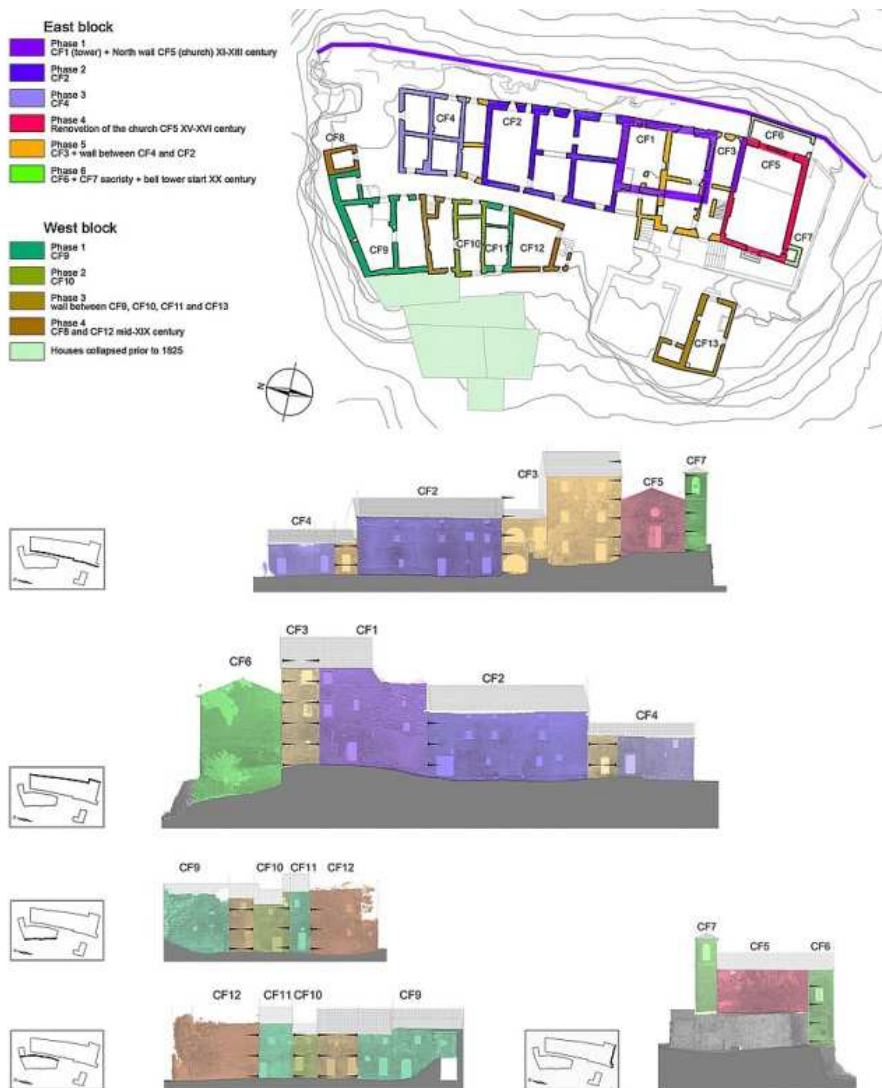 East block
Phase 1
CF1 (tower) + North wall CF5 (church) XI-XIII century
Phase 2
CF2
Phase 3
CF4
Phase 4
Renovetion of the church CF5 XV-XVI century
Phase 5
CF3 + wall between CF4 and CF2
Phase 6
CF6 + CF7 sacristy + bell tower start XX century
West block
Phase 1
CF9
Phase 2
CF10
Phase 3
wall between CF9, CF10, CF11 and CF13
Phase 4
CF8 and CF12 mid-XIX century
Houses collapsed prior to 1825
N
CF4
CF2
CF1
CF3
CF6
CF5
CF8
CF7
CF9
CF10
CF11
CF12
CF13
CF4
CF2
CF3
CF5
CF7
CF6
CF3
CF1
CF2
CF4
CF9
CF10
CF11
CF12
CF7
CF5
CF6
CF12
CF11
CF10
CF9